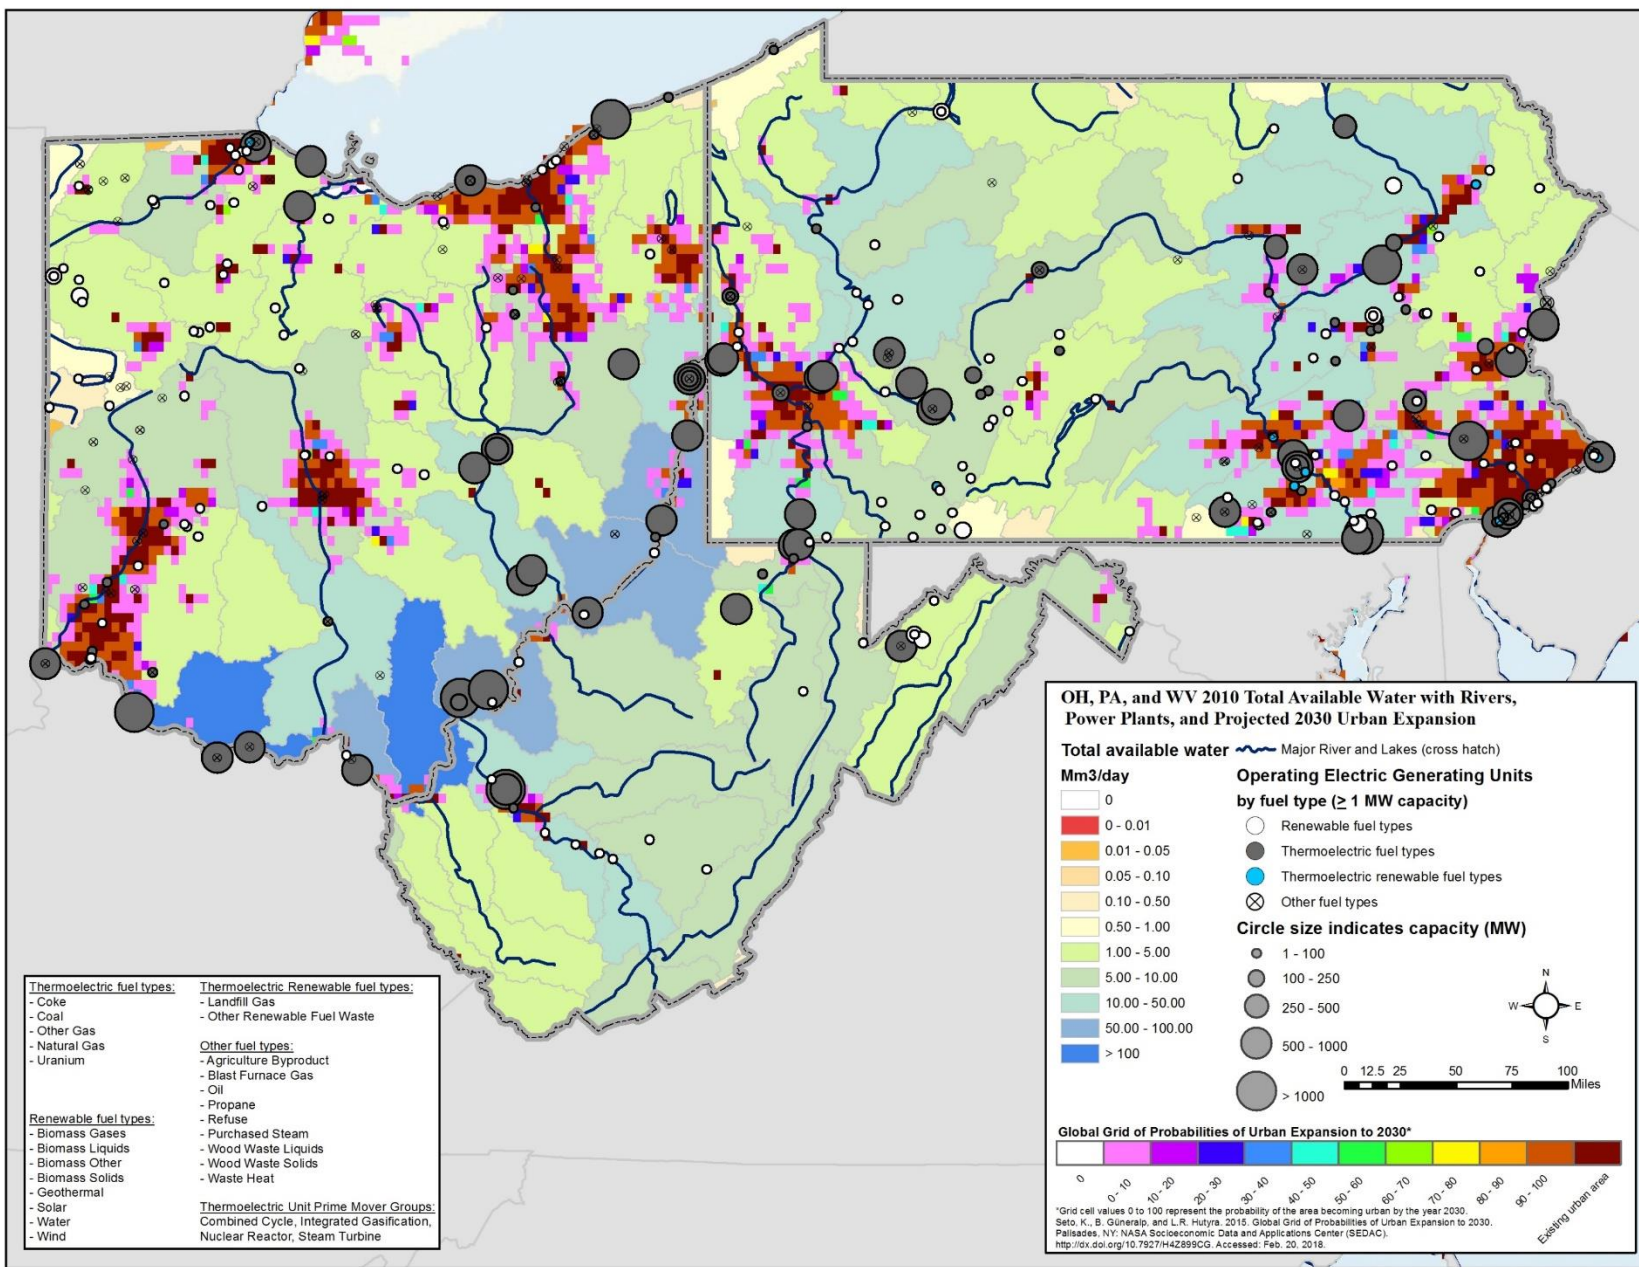 OH, PA, and WV 2010 Total Available Water with Rivers,
Power Plants, and Projected 2030 Urban Expansion
Total available water
Major River and Lakes (cross hatch)
Mm3/day
0
0 - 0.01
0.01 - 0.05
0.05 - 0.10
0.10 - 0.50
0.50 - 1.00
1.00 - 5.00
5.00 - 10.00
10.00 - 50.00
50.00 - 100.00
> 100
Operating Electric Generating Units
by fuel type (≥ 1 MW capacity)
Renewable fuel types
Thermoelectric fuel types
Thermoelectric renewable fuel types
Other fuel types
Circle size indicates capacity (MW)
1 - 100
100 - 250
250 - 500
500 - 1000
> 1000
N
W E
S
0 12.5 25 50 75 100
Miles
Global Grid of Probabilities of Urban Expansion to 2030*
0
0 - 10
10 - 20
20 - 30
30 - 40
40 - 50
50 - 60
60 - 70
70 - 80
80 - 90
90 - 100
Existing urban area
*Grid cell values 0 to 100 represent the probability of the area becoming urban by the year 2030.
Seto, K., B. Güneralp, and L.R. Hutyra. 2015. Global Grid of Probabilities of Urban Expansion to 2030.
Palisades, NY: NASA Socioeconomic Data and Applications Center (SEDAC).
http://dx.doi.org/10.7927/H4Z899CG. Accessed: Feb. 20, 2018.
Thermoelectric fuel types:
- Coke
- Coal
- Other Gas
- Natural Gas
- Uranium
Renewable fuel types:
- Biomass Gases
- Biomass Liquids
- Biomass Other
- Biomass Solids
- Geothermal
- Solar
- Water
- Wind
Thermoelectric Renewable fuel types:
- Landfill Gas
- Other Renewable Fuel Waste
Other fuel types:
- Agriculture Byproduct
- Blast Furnace Gas
- Oil
- Propane
- Refuse
- Purchased Steam
- Wood Waste Liquids
- Wood Waste Solids
- Waste Heat
Thermoelectric Unit Prime Mover Groups:
Combined Cycle, Integrated Gasification,
Nuclear Reactor, Steam Turbine